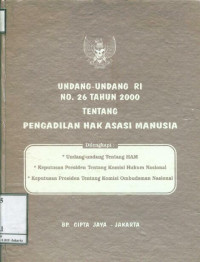 UNDANG-UNDANG RI
NO. 26 TAHUN 2000
TENTANG
PENGADILAN HAK ASASI MANUSIA
Dilengkapi :
* Undang-undang Tentang HAM
* Keputusan Presiden Tentang Komisi Hukum Nasional
* Keputusan Presiden Tentang Komisi Ombudsman Nasional
BP. CIPTA JAYA - JAKARTA